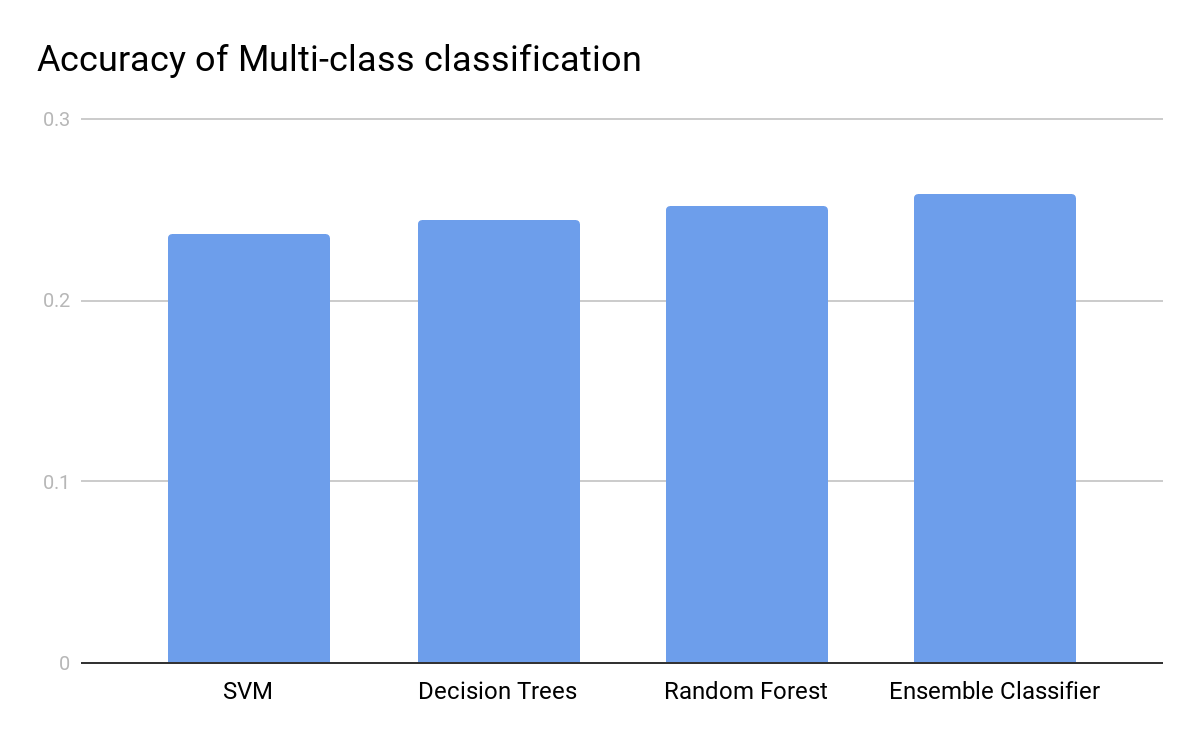 Accuracy of Multi-class classification
0.3
0.2
0.1
0
SVM
Decision Trees
Random Forest
Ensemble Classifier